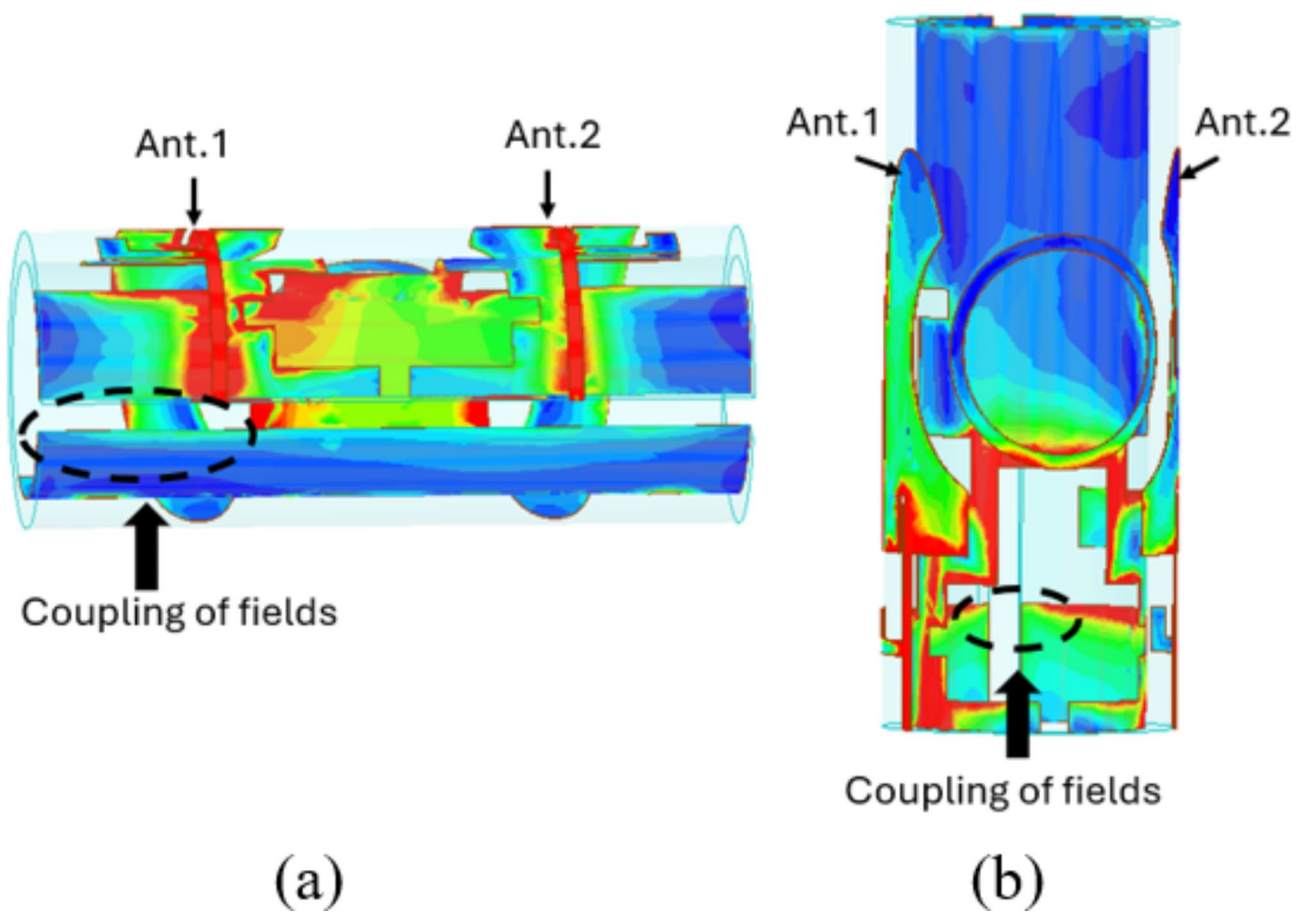 Ant.1
Ant.2
Coupling of fields
(a)
Ant.1
Ant.2
Coupling of fields
(b)